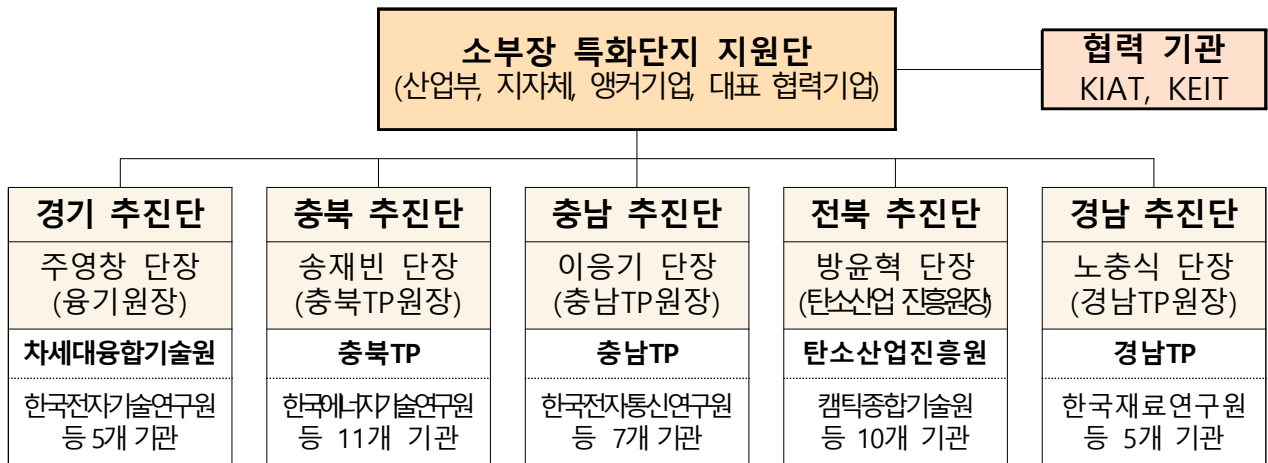 소부장 특화단지 지원단
(산업부, 지자체, 앵커기업, 대표 협력기업)
협력 기관
KIAT, KEIT
경기 추진단
주영창 단장
(융기원장)
차세대융합기술원
한국전자기술연구원
등 5개 기관
충북 추진단
송재빈 단장
(충북TP원장)
충북TP
한국에너지기술연구원
등 11개 기관
충남 추진단
이응기 단장
(충남TP원장)
충남TP
한국전자통신연구원
등 7개 기관
전북 추진단
방윤혁 단장
(탄소산업 진흥원장)
탄소산업진흥원
캠틱종합기술원
등 10개 기관
경남 추진단
노충식 단장
(경남TP원장)
경남TP
한국재료연구원
등 5개 기관